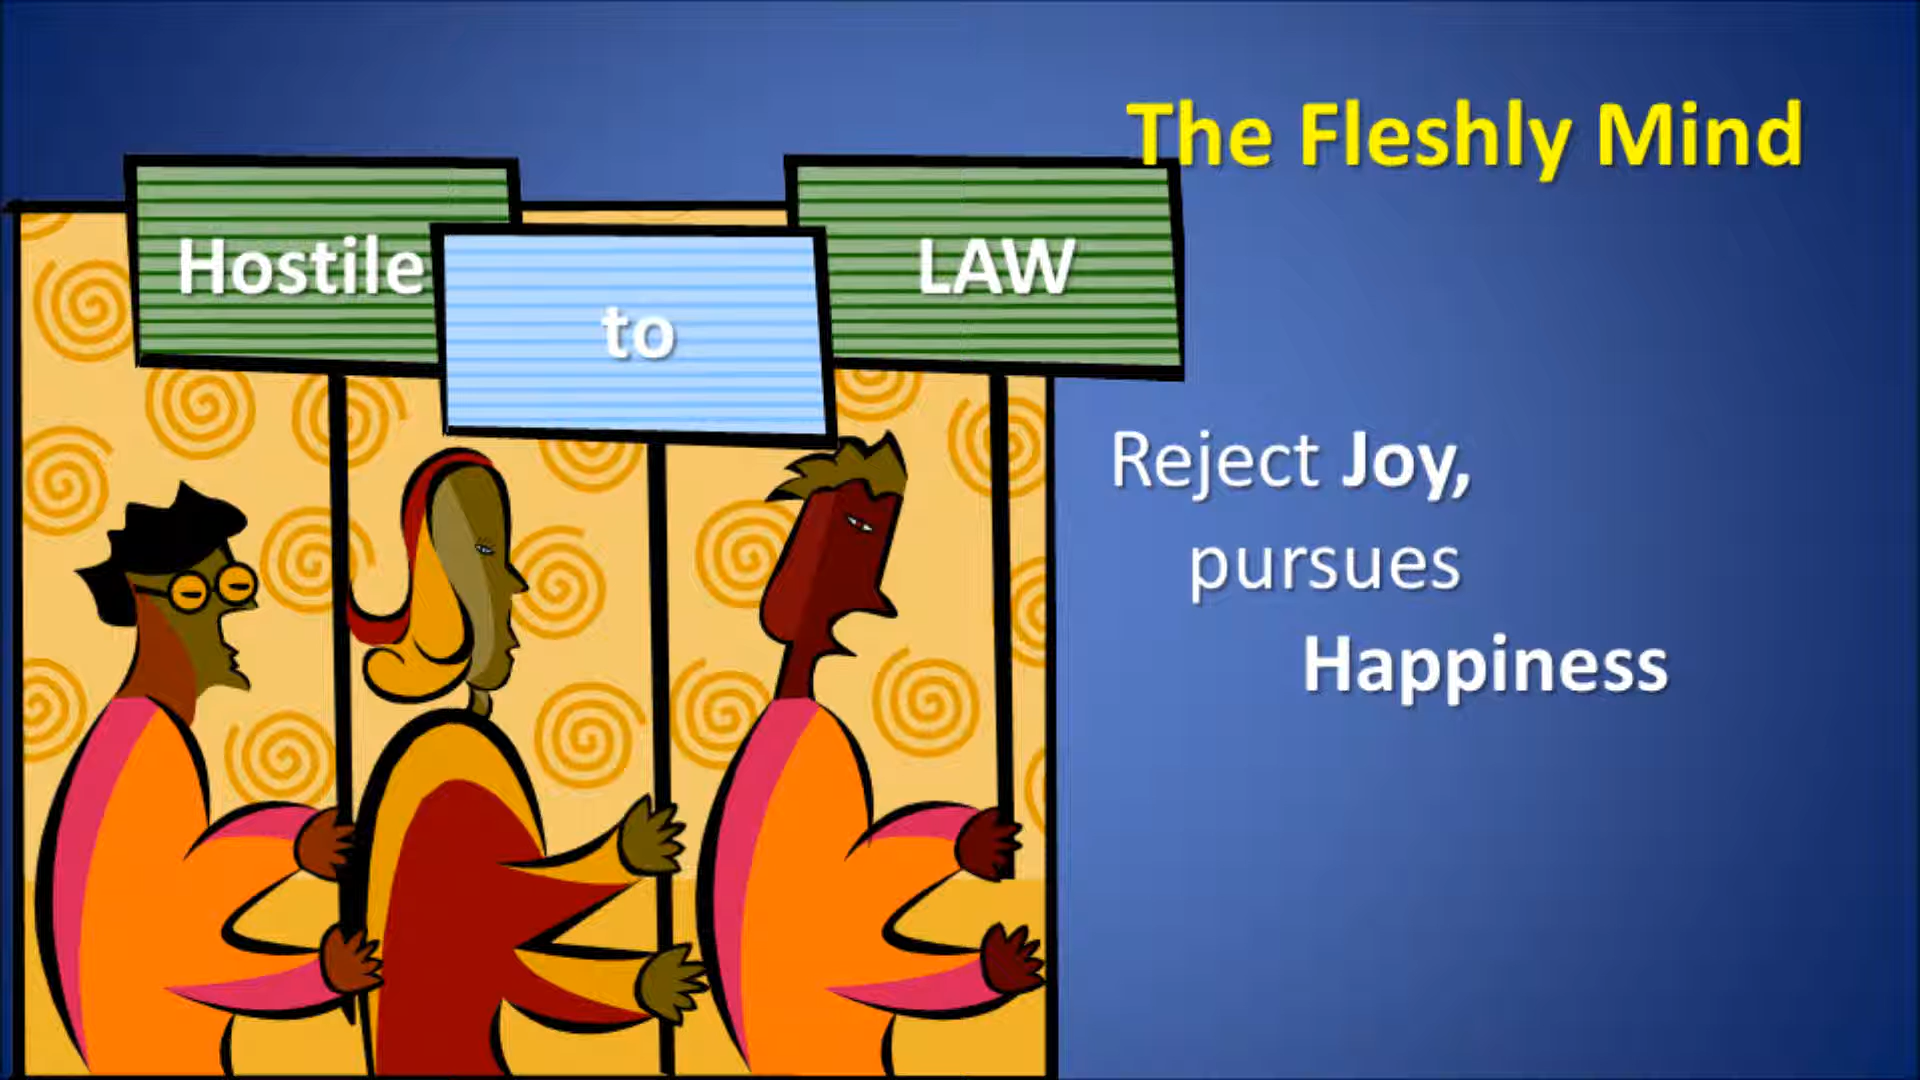 The Fleshly Mind
Hostile
to
LAW
Reject Joy,
pursues
Happiness